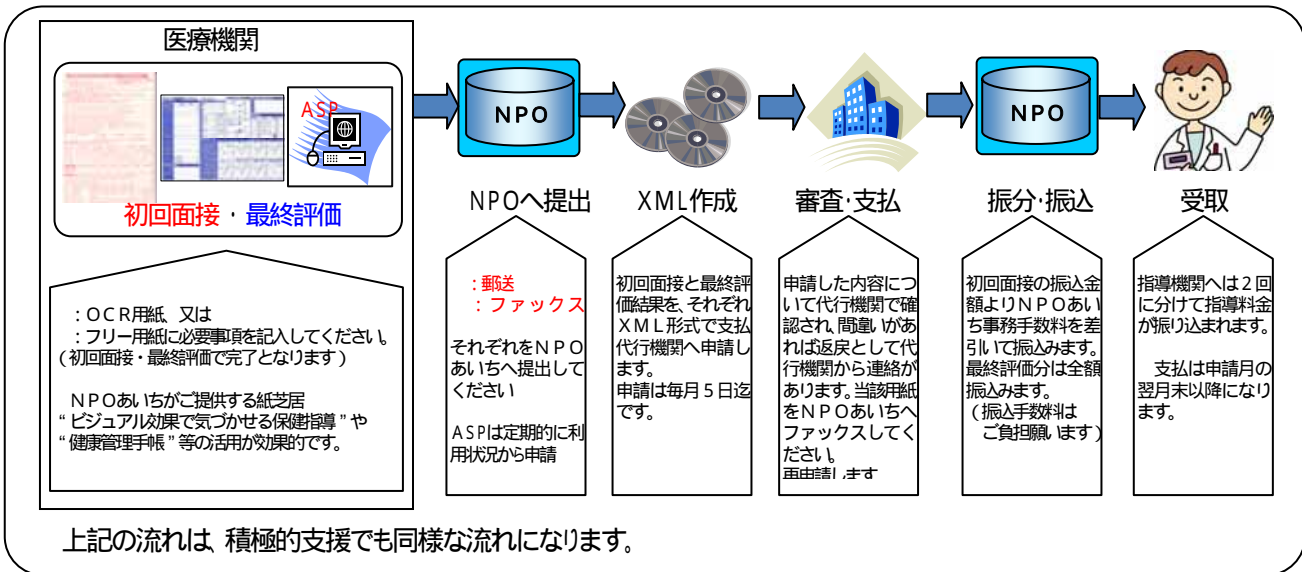 医療機関
ASP
初回面接・最終評価
：ＯＣＲ用紙、又は
：フリー用紙に必要事項を記入してください。
（初回面接・最終評価で完了となります）
ＮＰＯあいちがご提供する紙芝居
“ビジュアル効果で気づかせる保健指導”や
“健康管理手帳”等の活用が効果的です。
NPO
NPOへ提出
：郵送
：ファックス
それぞれをＮＰＯ
あいちへ提出して
ください
ASPは定期的に利
用状況から申請
XML作成
初回面接と最終評
価結果を、それぞれ
ＸＭＬ形式で支払
代行機関へ申請し
ます。
申請は毎月５日迄
です。
審査・支払
申請した内容につ
いて代行機関で確
認され、間違いがあ
れば返戻として代
行機関から連絡が
あります。当該用紙
をＮＰＯあいちへ
ファックスしてく
ださい。
再申請します
NPO
振分・振込
初回面接の振込金
額よりＮＰＯあい
ち事務手数料を差
引いて振込みます。
最終評価分は全額
振込みます。
（振込手数料は
ご負担願います）
受取
指導機関へは２回
に分けて指導料金
が振り込まれます。
支払は申請月の
翌月末以降になり
ます。
上記の流れは、積極的支援でも同様な流れになります。